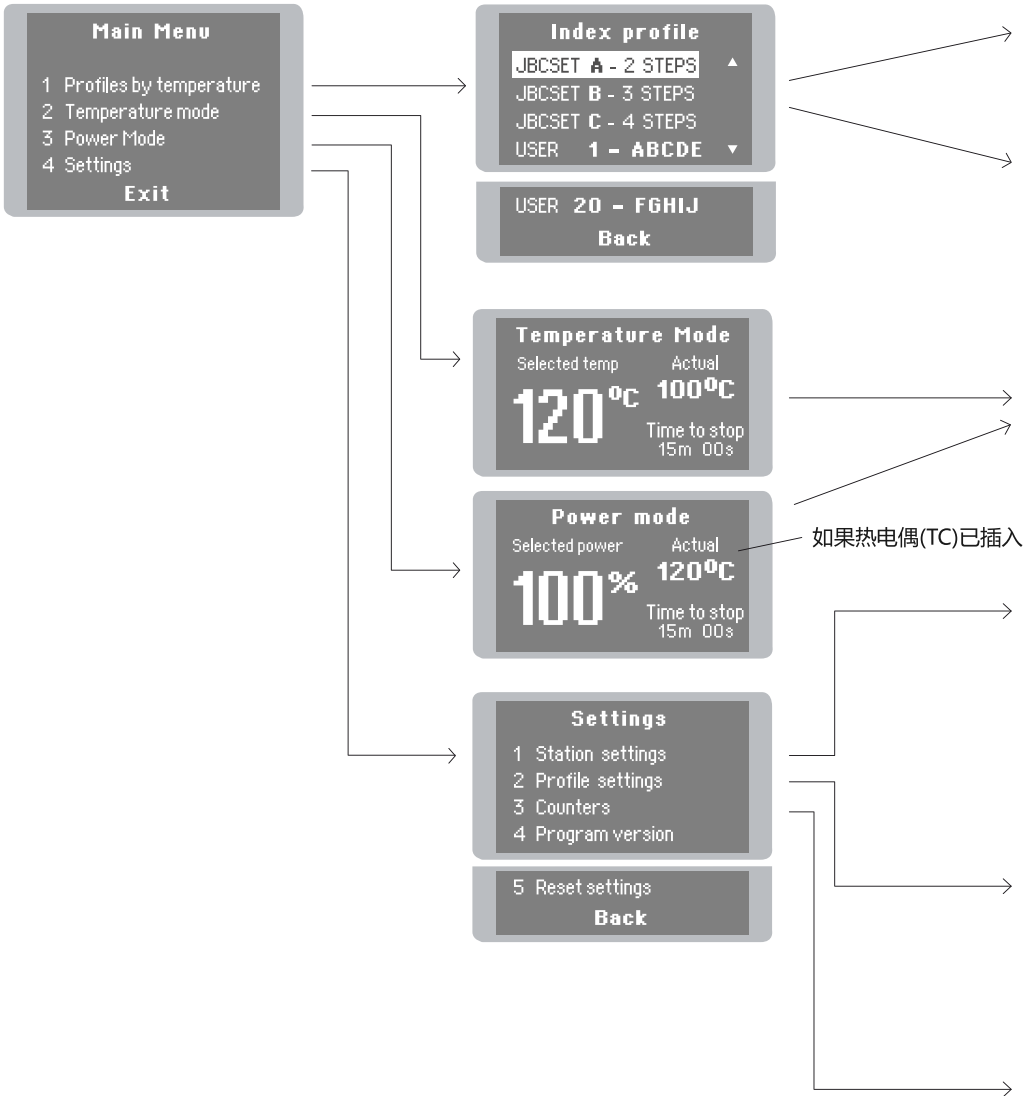 Main Menu
1 Profiles by temperature
2 Temperature mode
3 Power Mode
4 Settings
Exit
Index profile
JBCSET A - 2 STEPS
JBCSET B - 3 STEPS
JBCSET C - 4 STEPS
USER 1 - ABCDE
USER 20 - FGHIJ
Back
Temperature Mode
Selected temp Actual
120ºC 100ºC
Time to stop
15m 00s
Power mode
Selected power Actual
100% 120ºC
Time to stop
15m 00s
如果热电偶(TC)已插入
Settings
1 Station settings
2 Profile settings
3 Counters
4 Program version
5 Reset settings
Back